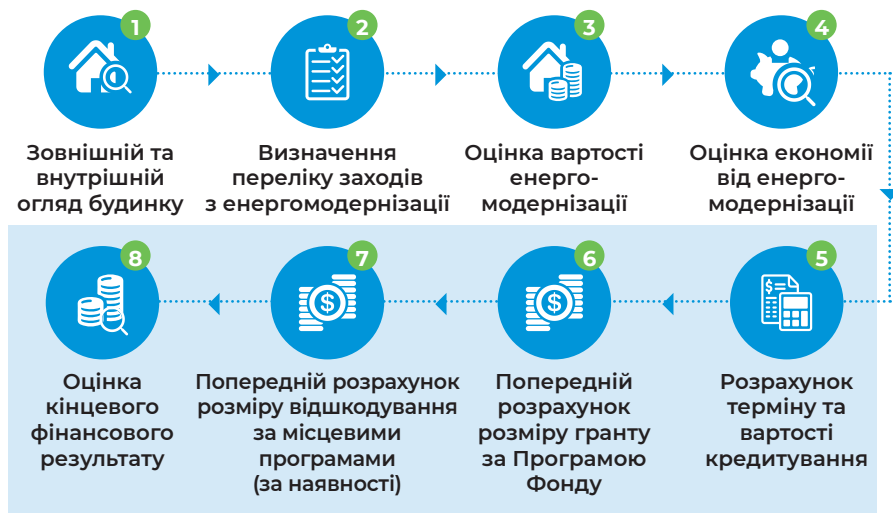 1
Зовнішній та
внутрішній
огляд будинку
2
Визначення
переліку заходів
з енергомодернізації
3
Оцінка вартості
енерго-
модернізації
4
Оцінка економії
від енерго-
модернізації
5
Розрахунок
терміну та
вартості
кредитування
6
Попередній
розрахунок
розміру гранту
за Програмою
Фонду
7
Попередній розрахунок
розміру відшкодування
за місцевими
програмами
(за наявності)
8
Оцінка
кінцевого
фінансового
результату